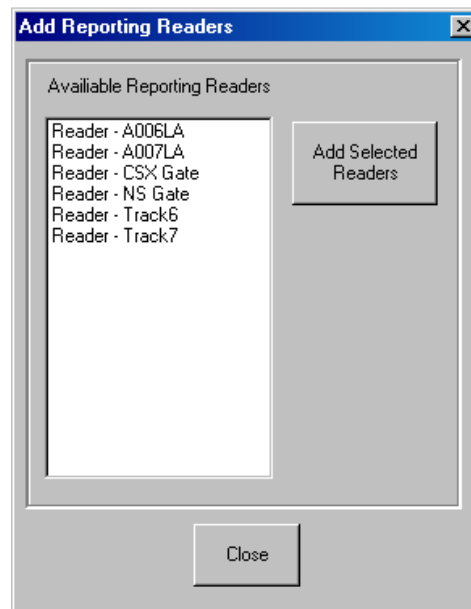 Add Reporting Readers
Availiable Reporting Readers
Reader - A006LA
Reader - A007LA
Reader - CSX Gate
Reader - NS Gate
Reader - Track6
Reader - Track7
Add Selected
Readers
Close